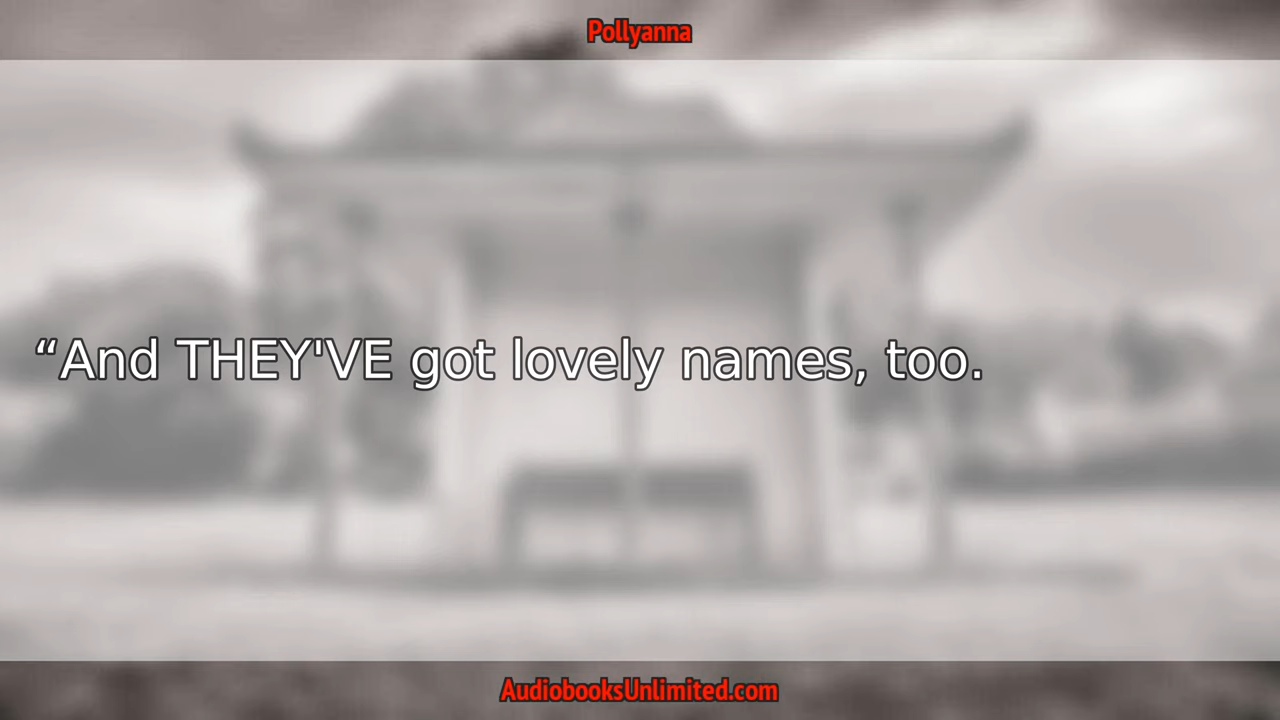 Pollyanna
“And THEY'VE got lovely names, too.
AudiobooksUnlimited.com